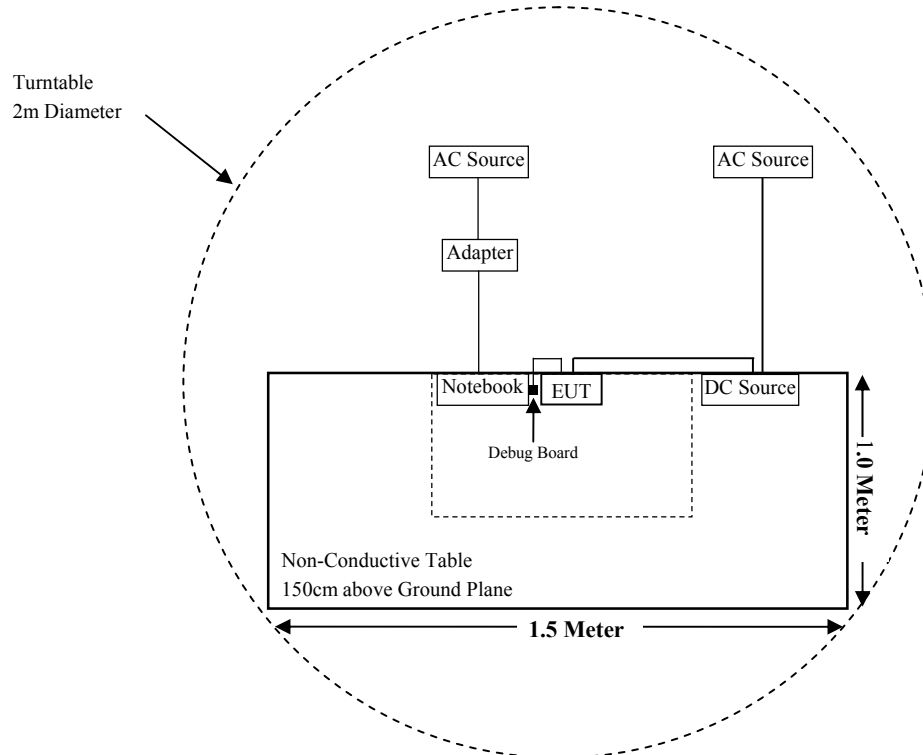 Turntable
2m Diameter
AC Source
AC Source
Adapter
Notebook
EUT
DC Source
Debug Board
1.0 Meter
Non-Conductive Table
150cm above Ground Plane
1.5 Meter